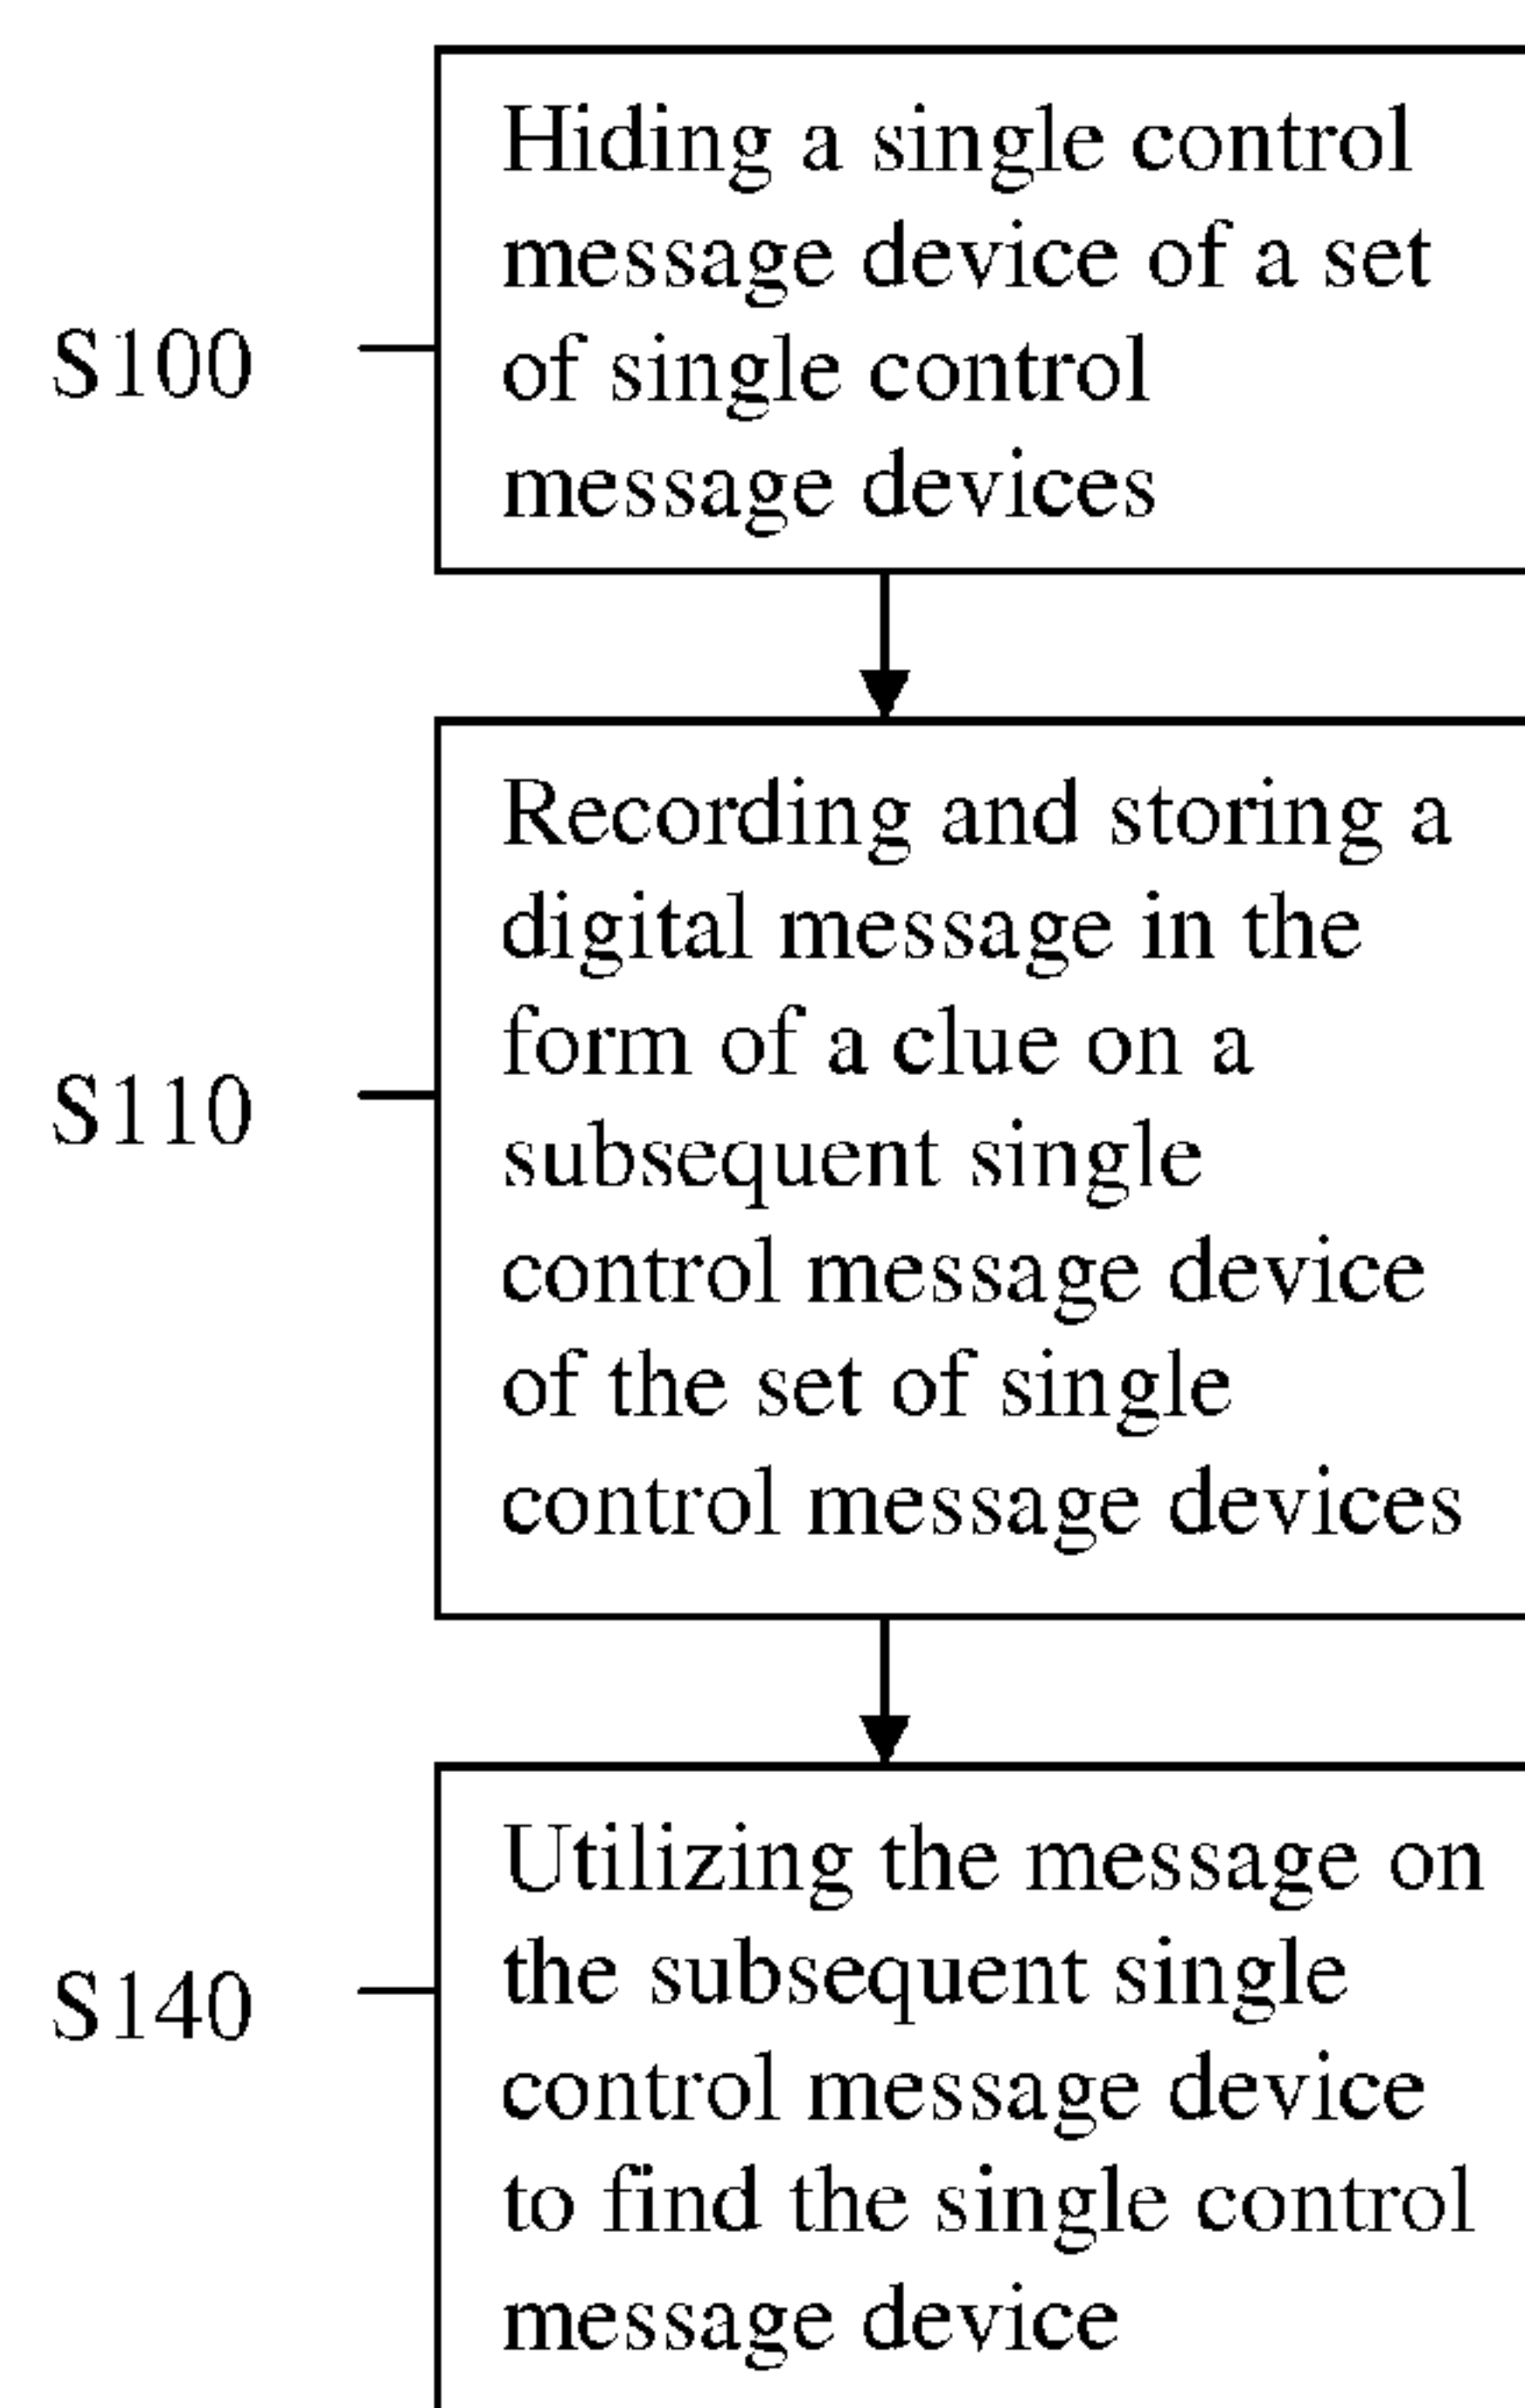 Hiding a single control
message device of a set
S100
of single control
message devices
Recording and storing a
digital message in the
form of a clue on a
S110
subsequent single
control message device
of the set of single
control message devices
Utilizing the message on
the subsequent single
S140
control message device
to find the single control
message device